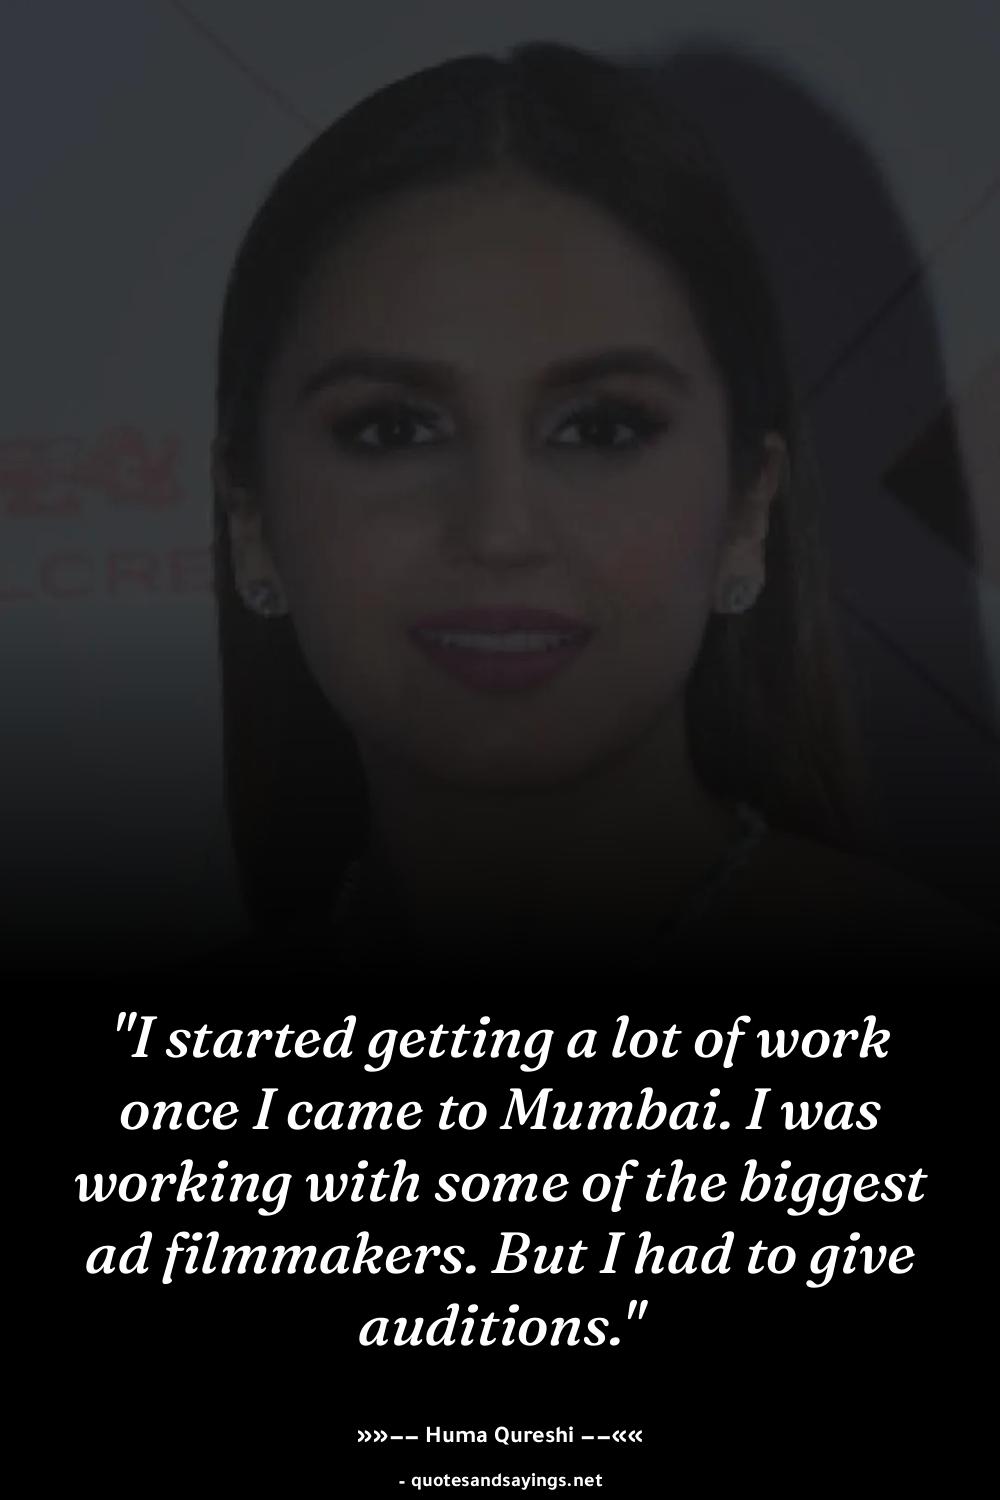 LCRE
"I started getting a lot of work
once I came to Mumbai. I was
working with some of the biggest
ad filmmakers. But I had to give
auditions."
»»−− Huma Qureshi −−««
- quotesandsayings.net